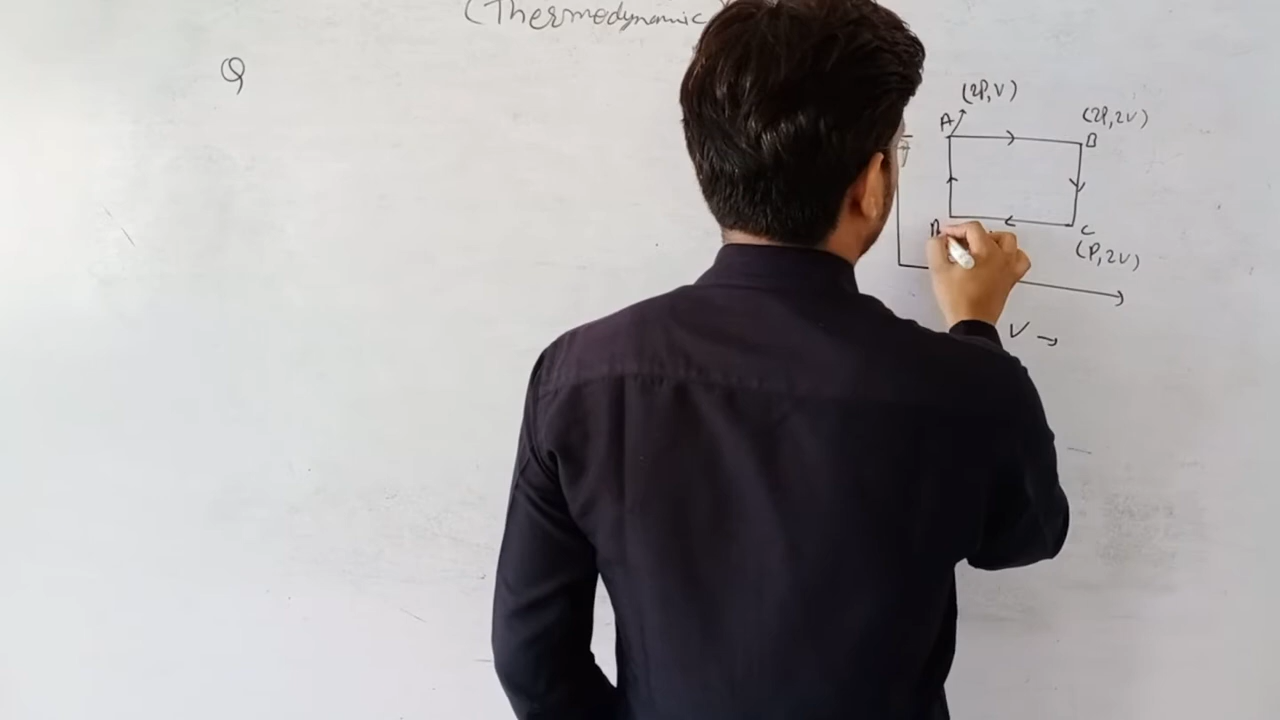 (Thermodynamic
Q
(2P,V)
A
(2P,2V)
B
C
(P,2V)
V →